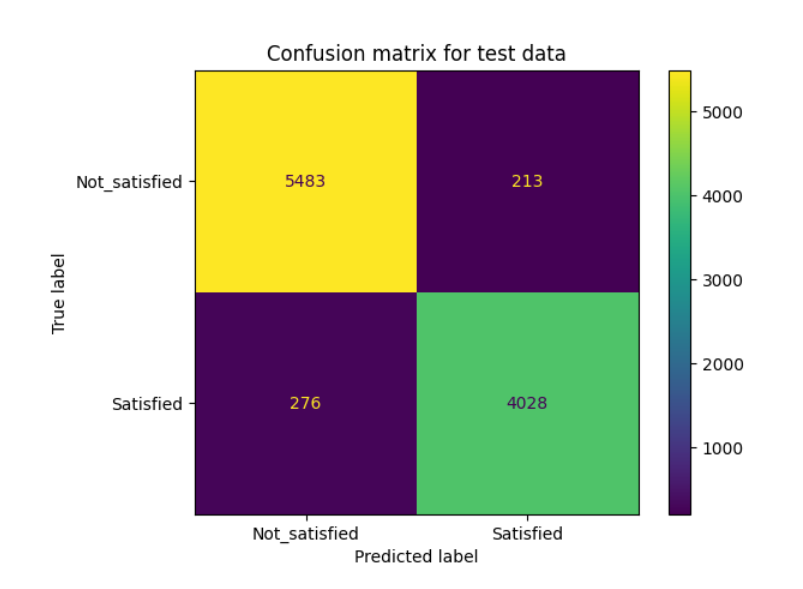 Confusion matrix for test data
5000
4000
3000
2000
1000
True label
Not_satisfied
5483
213
Satisfied
276
4028
Not_satisfied
Satisfied
Predicted label